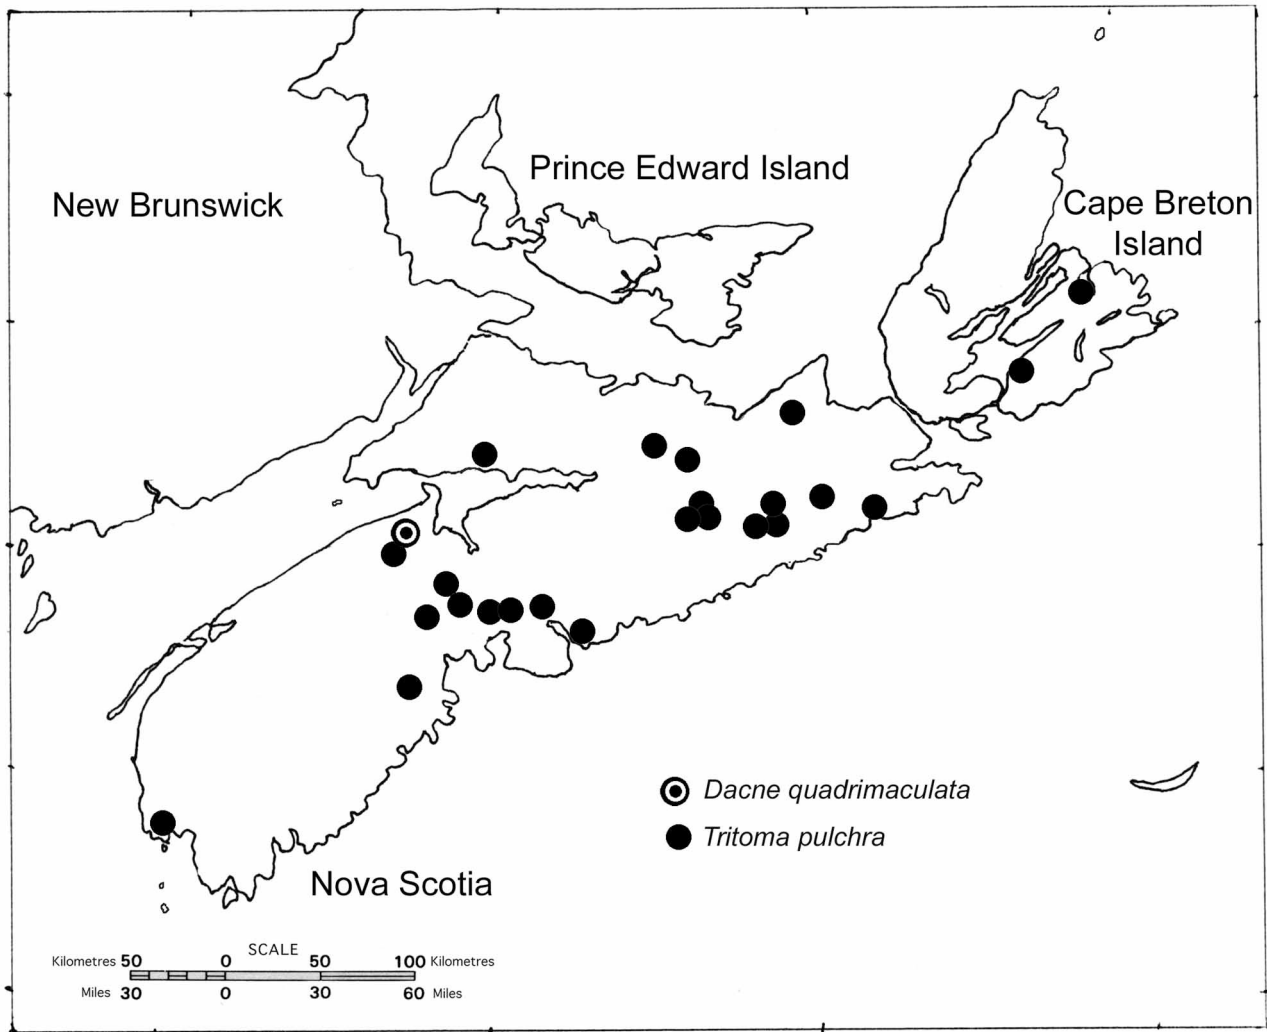 Prince Edward Island
New Brunswick
Cape Breton
Island
Dacne quadrimaculata
Tritoma pulchra
Nova Scotia
SCALE
Kilometres 50 0 50 100 Kilometres
Miles 30 0 30 60 Miles